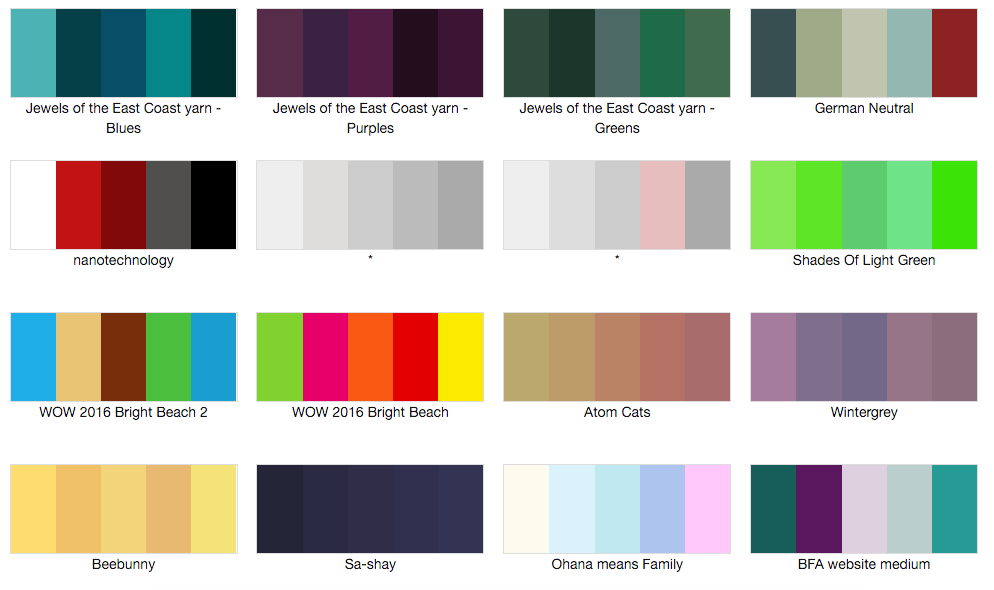 Jewels of the East Coast yarn -
Blues
Jewels of the East Coast yarn -
Purples
Jewels of the East Coast yarn -
Greens
German Neutral
nanotechnology
*
*
Shades Of Light Green
WOW 2016 Bright Beach 2
WOW 2016 Bright Beach
Atom Cats
Wintergrey
Beebunny
Sa-shay
Ohana means Family
BFA website medium